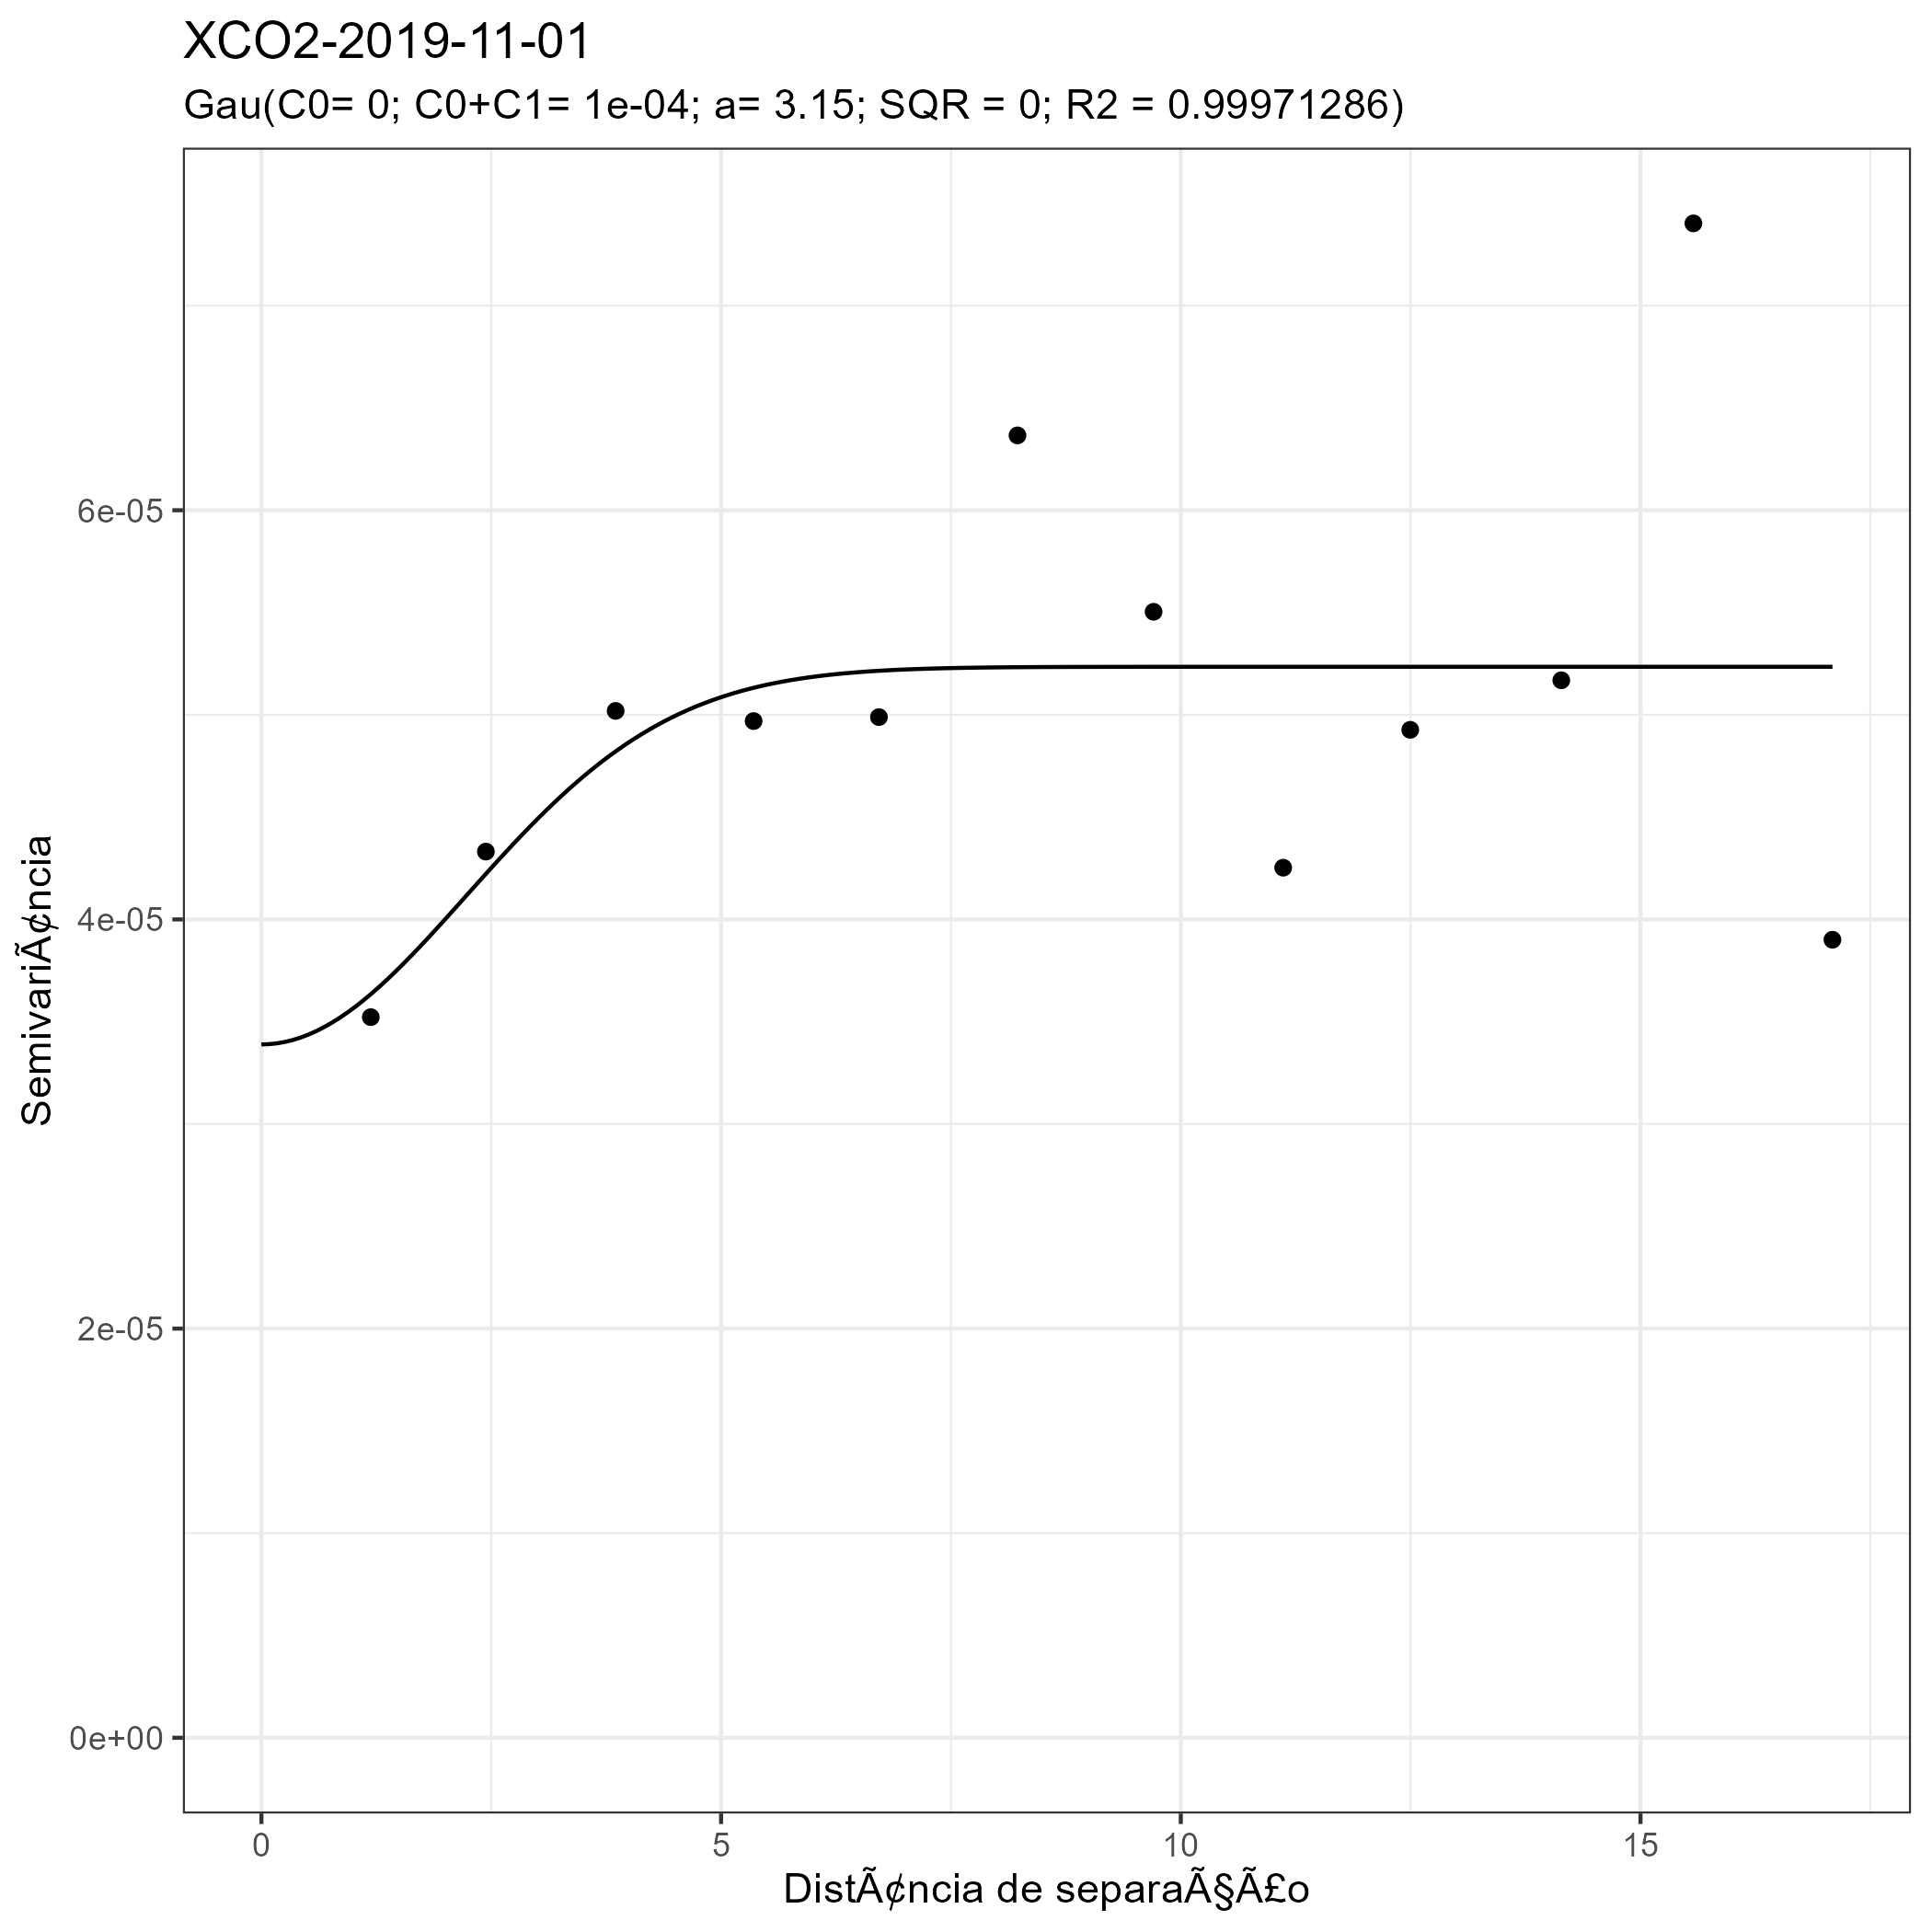 XCO2-2019-11-01
Gau(C0= 0; C0+C1= 1e-04; a= 3.15; SQR = 0; R2 = 0.99971286)
SemivariÃ¢ncia
6e-05
4e-05
2e-05
0e+00
0 5 10 15
DistÃ¢ncia de separaÃ§Ã£o